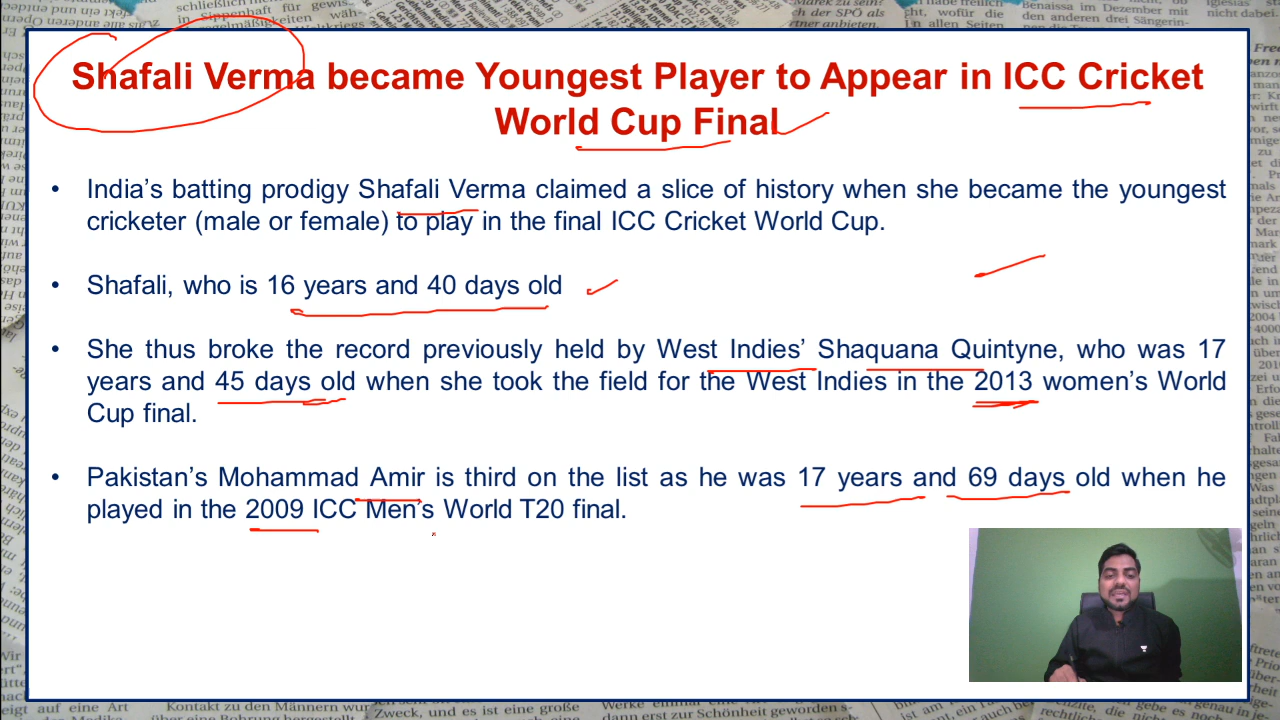 Shafali Verma became Youngest Player to Appear in ICC Cricket
World Cup Final
• India's batting prodigy Shafali Verma claimed a slice of history when she became the youngest
cricketer (male or female) to play in the final ICC Cricket World Cup.
• Shafali, who is 16 years and 40 days old
• She thus broke the record previously held by West Indies' Shaquana Quintyne, who was 17
years and 45 days old when she took the field for the West Indies in the 2013 women's World
Cup final.
• Pakistan's Mohammad Amir is third on the list as he was 17 years and 69 days old when he
played in the 2009 ICC Men's World T20 final.